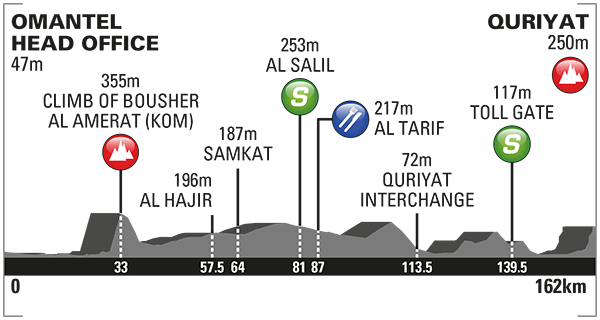 OMANTEL
HEAD OFFICE
47m
355m
CLIMB OF BOUSHER
AL AMERAT (KOM)
196m
AL HAJIR
187m
SAMKAT
253m
AL SALIL
S
217m
AL TARIF
72m
QURIYAT
INTERCHANGE
117m
TOLL GATE
S
QURIYAT
250m
33 57.5 64 81 87 113.5 139.5
0 162km